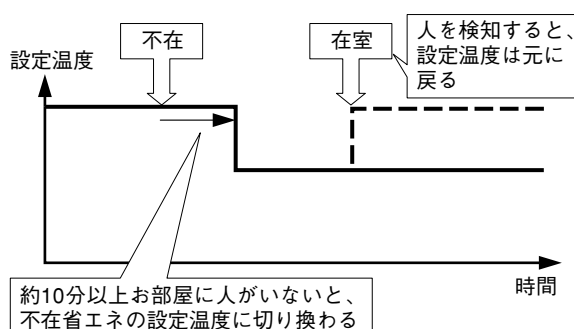 不在
在室
人を検知すると、
設定温度は元に
戻る
設定温度
時間
約10分以上お部屋に人がいないと、
不在省エネの設定温度に切り換わる